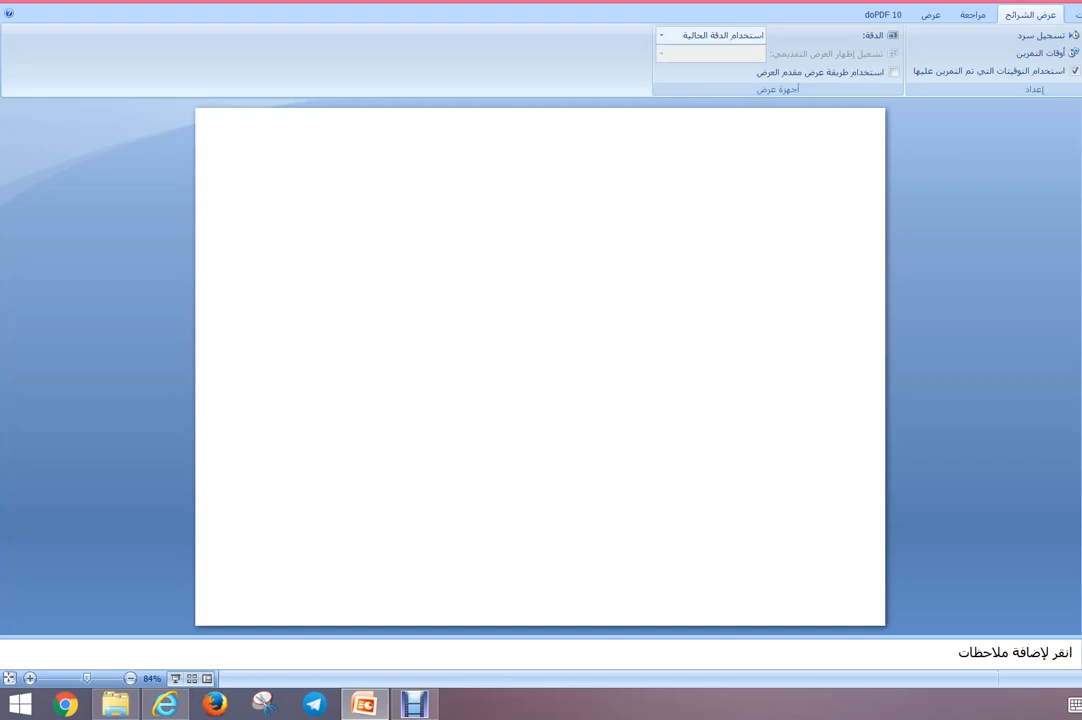 عرض الشرائح
مراجعة
عرض
doPDF 10
تسجيل سرد
أوقات التمرين
استخدام التوقيتات التي تم التمرين عليها
إعداد
الدقة:
استخدام الدقة الحالية
تشغيل إظهار العرض التقديمي:
استخدام طريقة عرض مقدم العرض
أجهزة عرض
انقر لإضافة ملاحظات
84%